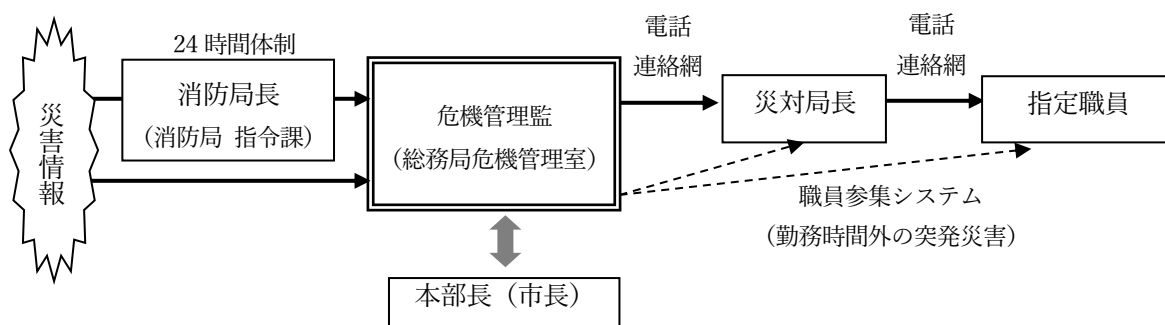 災害情報
24 時間体制
消防局長
（消防局 指令課）
危機管理監
（総務局危機管理室）
本部長（市長）
電話
連絡網
災対局長
電話
連絡網
指定職員
職員参集システム
（勤務時間外の突発災害）